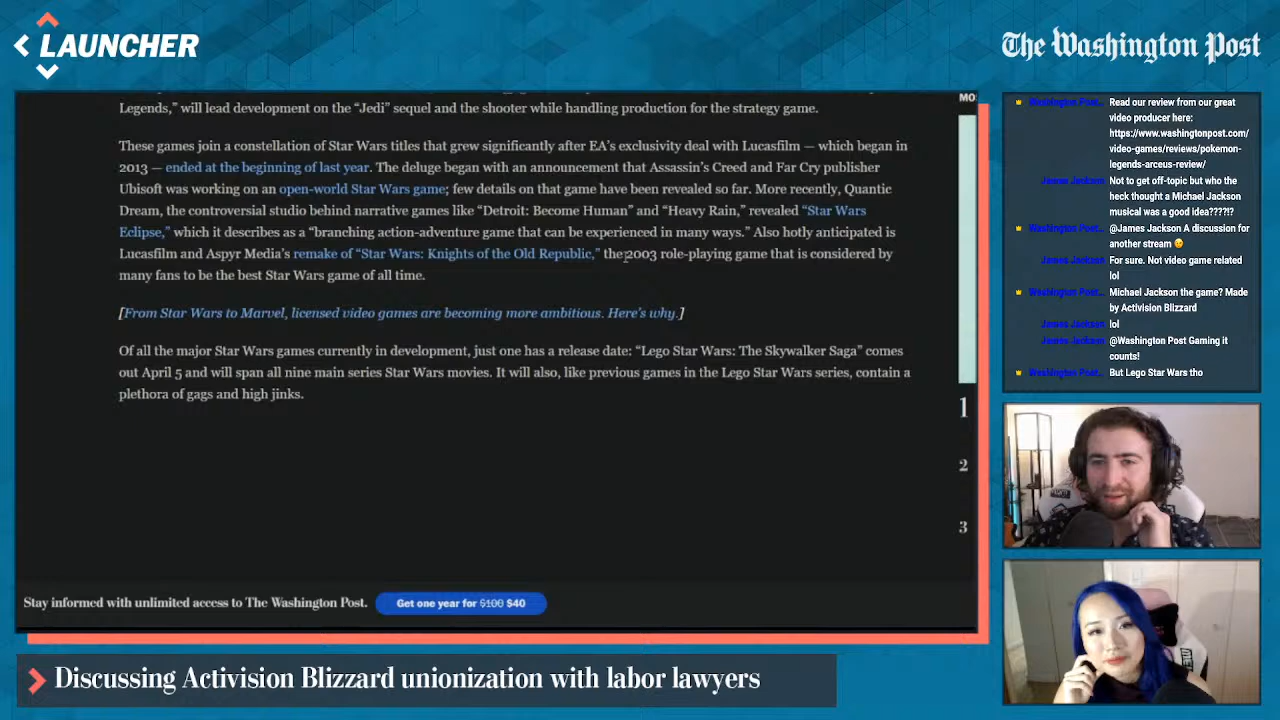 LAUNCHER
The Washington Post
Legends,” will lead development on the “Jedi” sequel and the shooter while handling production for the strategy game.
These games join a constellation of Star Wars titles that grew significantly after EA’s exclusivity deal with Lucasfilm — which began in
2013 — ended at the beginning of last year. The deluge began with an announcement that Assassin’s Creed and Far Cry publisher
Ubisoft was working on an open-world Star Wars game; few details on that game have been revealed so far. More recently, Quantic
Dream, the controversial studio behind narrative games like “Detroit: Become Human” and “Heavy Rain,” revealed “Star Wars
Eclipse,” which it describes as a “branching action-adventure game that can be experienced in many ways.” Also hotly anticipated is
Lucasfilm and Aspyr Media’s remake of “Star Wars: Knights of the Old Republic,” the 2003 role-playing game that is considered by
many fans to be the best Star Wars game of all time.
[From Star Wars to Marvel, licensed video games are becoming more ambitious. Here’s why.]
Of all the major Star Wars games currently in development, just one has a release date: “Lego Star Wars: The Skywalker Saga” comes
out April 5 and will span all nine main series Star Wars movies. It will also, like previous games in the Lego Star Wars series, contain a
plethora of gags and high jinks.
MO
1
2
3
Stay informed with unlimited access to The Washington Post.
Get one year for $100 $40
Washington Post... Read our review from our great
video producer here:
https://www.washingtonpost.com/
video-games/reviews/pokemon-
legends-arceus-review/
James Jackson Not to get off-topic but who the
heck thought a Michael Jackson
musical was a good idea????!?
Washington Post... @James Jackson A discussion for
another stream
James Jackson For sure. Not video game related
lol
Washington Post... Michael Jackson the game? Made
by Activision Blizzard
James Jackson lol
James Jackson @Washington Post Gaming it
counts!
Washington Post... But Lego Star Wars tho
Discussing Activision Blizzard unionization with labor lawyers